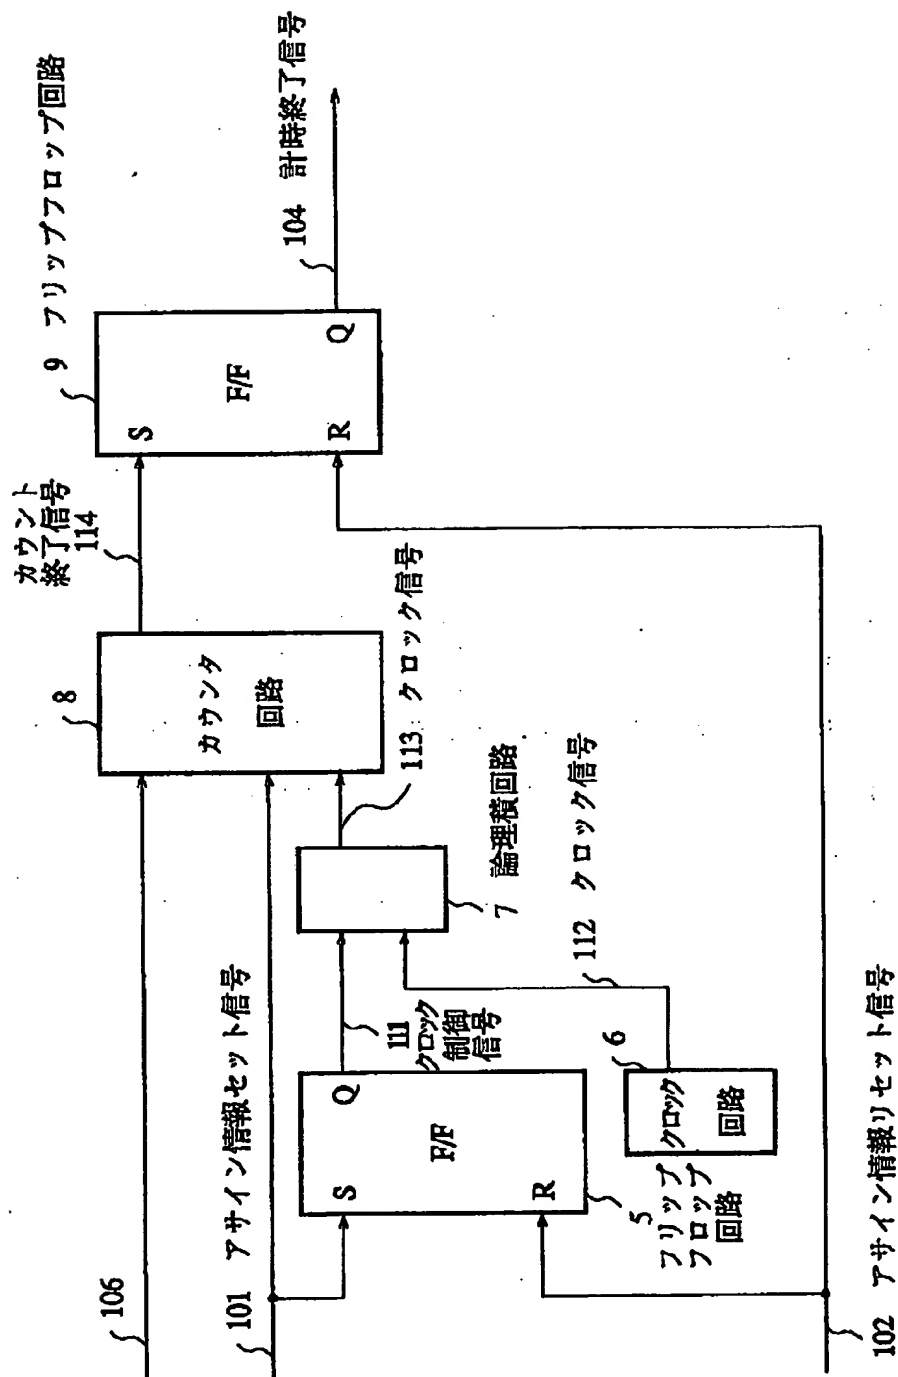 106
101 アサイン情報セット信号
S
Q
F/F
R
5
フリップ
フロップ
回路
111
クロック
制御
信号
6
クロック
回路
112 クロック信号
7 論理積回路
113 クロック信号
8
カウンタ
回路
カウント
終了信号
114
9 フリップフロップ回路
S
F/F
R
Q
104 計時終了信号
102 アサイン情報リセット信号